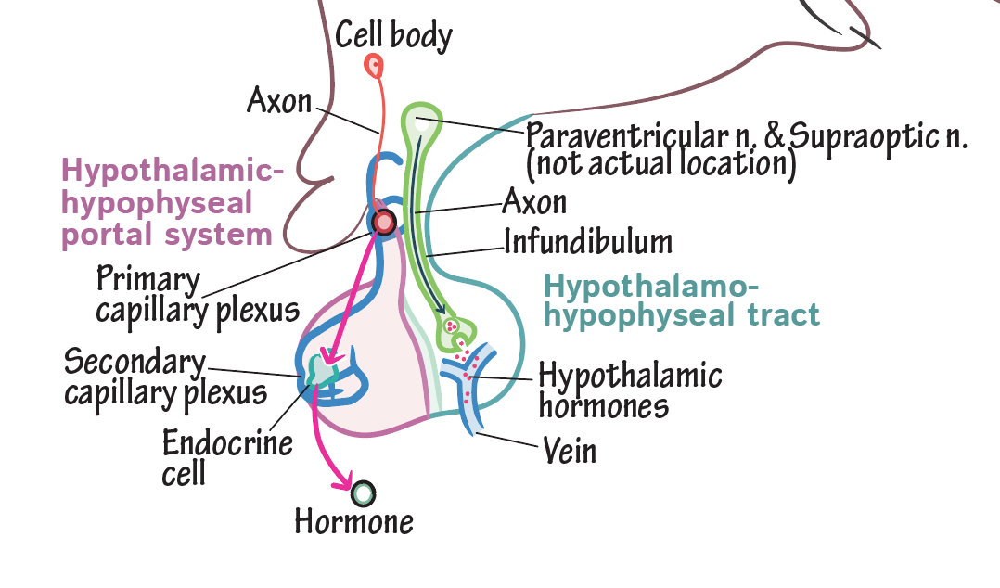 Cell body
Axon
Paraventricular n. & Supraoptic n.
(not actual location)
Hypothalamic-
hypophyseal
portal system
Axon
Infundibulum
Primary
capillary plexus
Hypothalamo-
hypophyseal tract
Secondary
capillary plexus
Hypothalamic
hormones
Endocrine
cell
Vein
Hormone